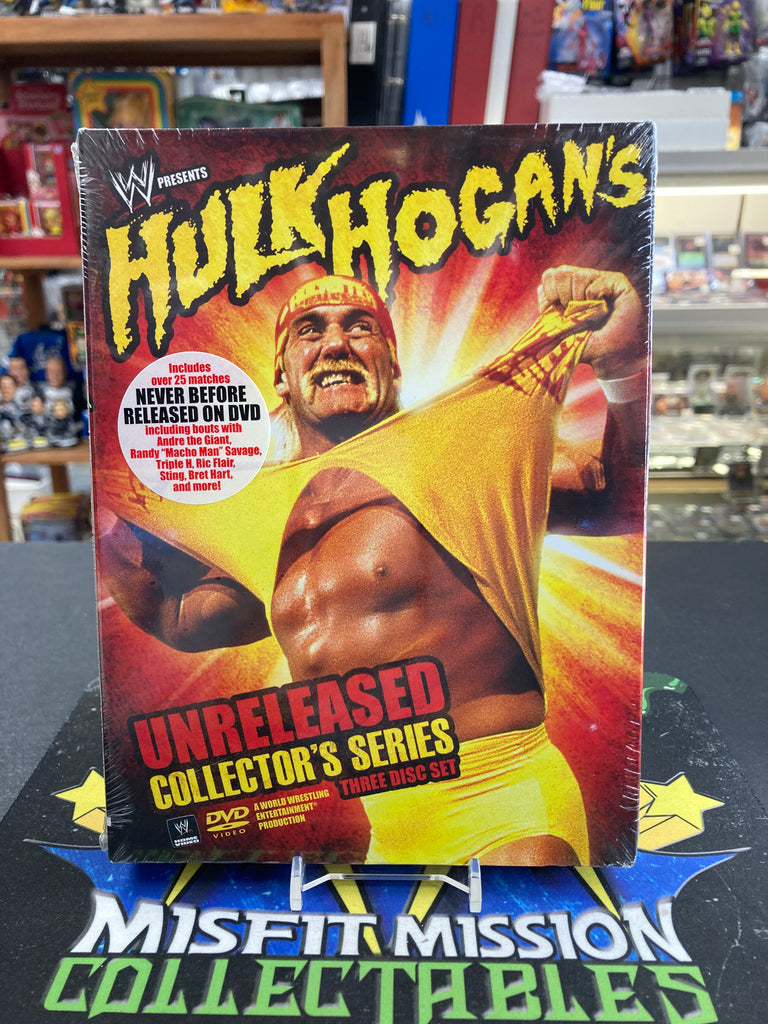 W PRESENTS
HULK HOGAN'S
Includes
over 25 matches
NEVER BEFORE
RELEASED ON DVD
including bouts with
Andre the Giant,
Randy "Macho Man" Savage,
Triple H, Ric Flair,
Sting, Bret Hart,
and more!
UNRELEASED
COLLECTOR'S SERIES
THREE DISC SET
W
HOME VIDEO
DVD
VIDEO
A WORLD WRESTLING
ENTERTAINMENT®
PRODUCTION
MISFIT MISSION
COLLECTABLES